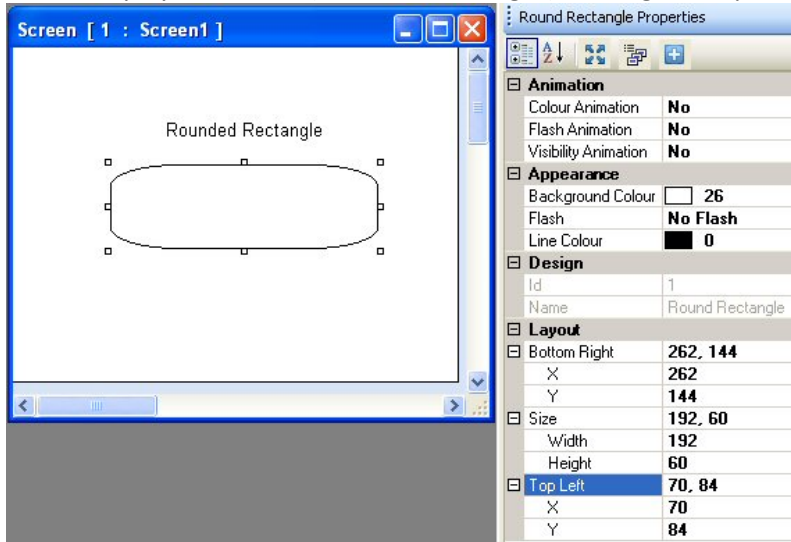 Screen [ 1 : Screen1 ]
Rounded Rectangle
Round Rectangle Properties
Animation
Colour Animation No
Flash Animation No
Visibility Animation No
Appearance
Background Colour 26
Flash No Flash
Line Colour 0
Design
Id 1
Name Round Rectangle
Layout
Bottom Right 262, 144
X 262
Y 144
Size 192, 60
Width 192
Height 60
Top Left 70, 84
X 70
Y 84